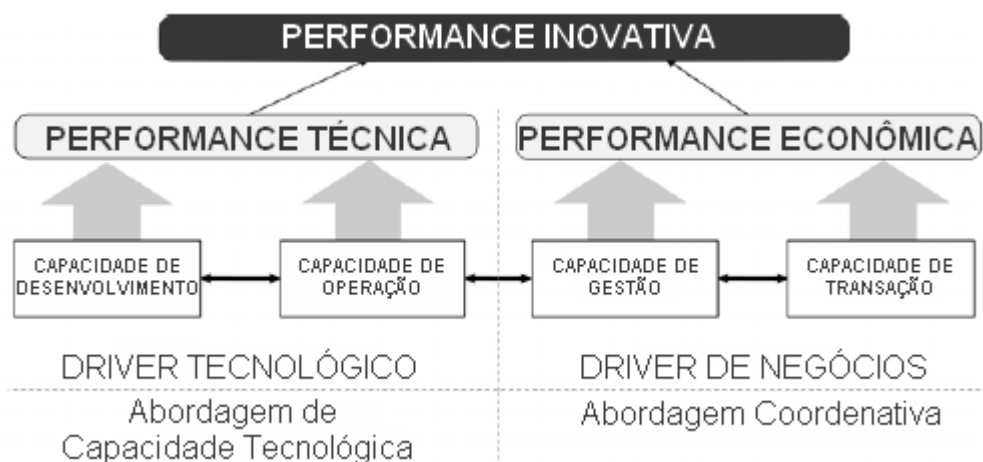 PERFORMANCE INOVATIVA
PERFORMANCE TÉCNICA
PERFORMANCE ECONÔMICA
CAPACIDADE DE
DESENVOLVIMENTO
CAPACIDADE DE
OPERAÇÃO
CAPACIDADE DE
GESTÃO
CAPACIDADE DE
TRANSAÇÃO
DRIVER TECNOLÓGICO
DRIVER DE NEGÓCIOS
Abordagem de
Capacidade Tecnológica
Abordagem Coordenativa